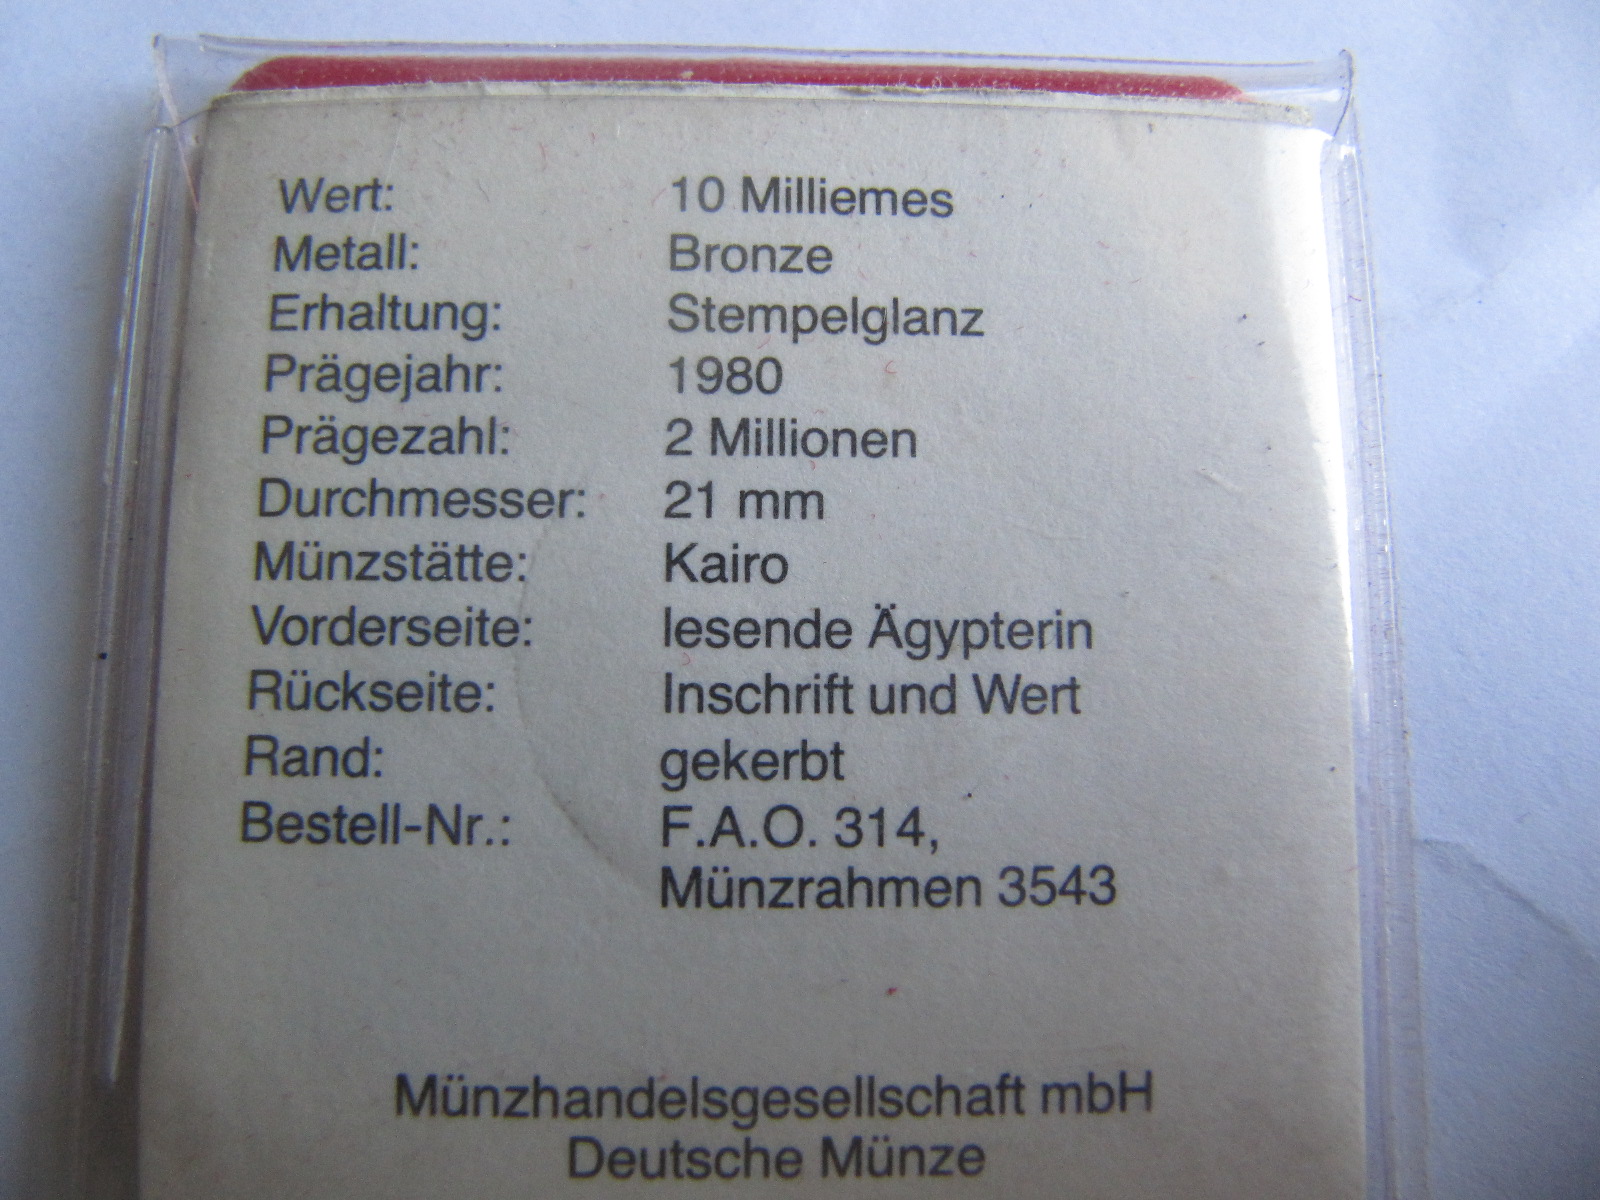 Wert: 10 Milliemes
Metall: Bronze
Erhaltung: Stempelglanz
Prägejahr: 1980
Prägezahl: 2 Millionen
Durchmesser: 21 mm
Münzstätte: Kairo
Vorderseite: lesende Ägypterin
Rückseite: Inschrift und Wert
Rand: gekerbt
Bestell-Nr.: F.A.O. 314,
Münzrahmen 3543
Münzhandelsgesellschaft mbH
Deutsche Münze